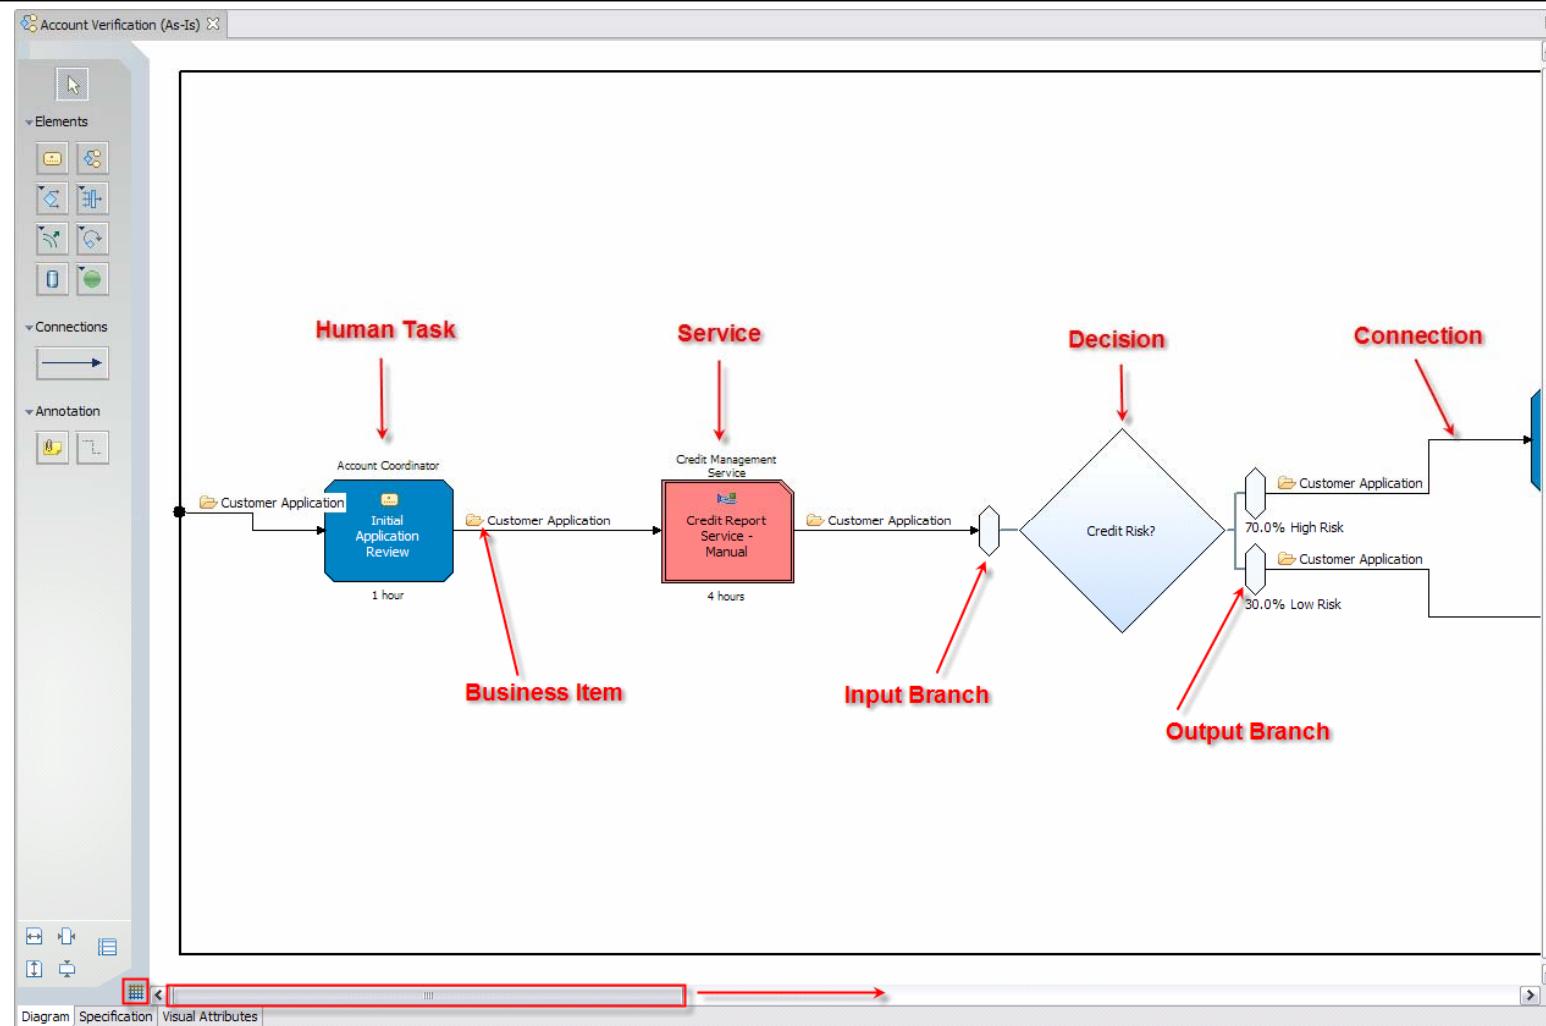 Account Verification (As-Is)
Elements
Connections
Annotation
Human Task
Service
Decision
Connection
Account Coordinator
Credit Management
Service
Customer Application
Initial
Application
Review
1 hour
Customer Application
Credit Report
Service -
Manual
4 hours
Customer Application
Credit Risk?
Customer Application
70.0% High Risk
Customer Application
30.0% Low Risk
Business Item
Input Branch
Output Branch
Diagram
Specification
Visual Attributes